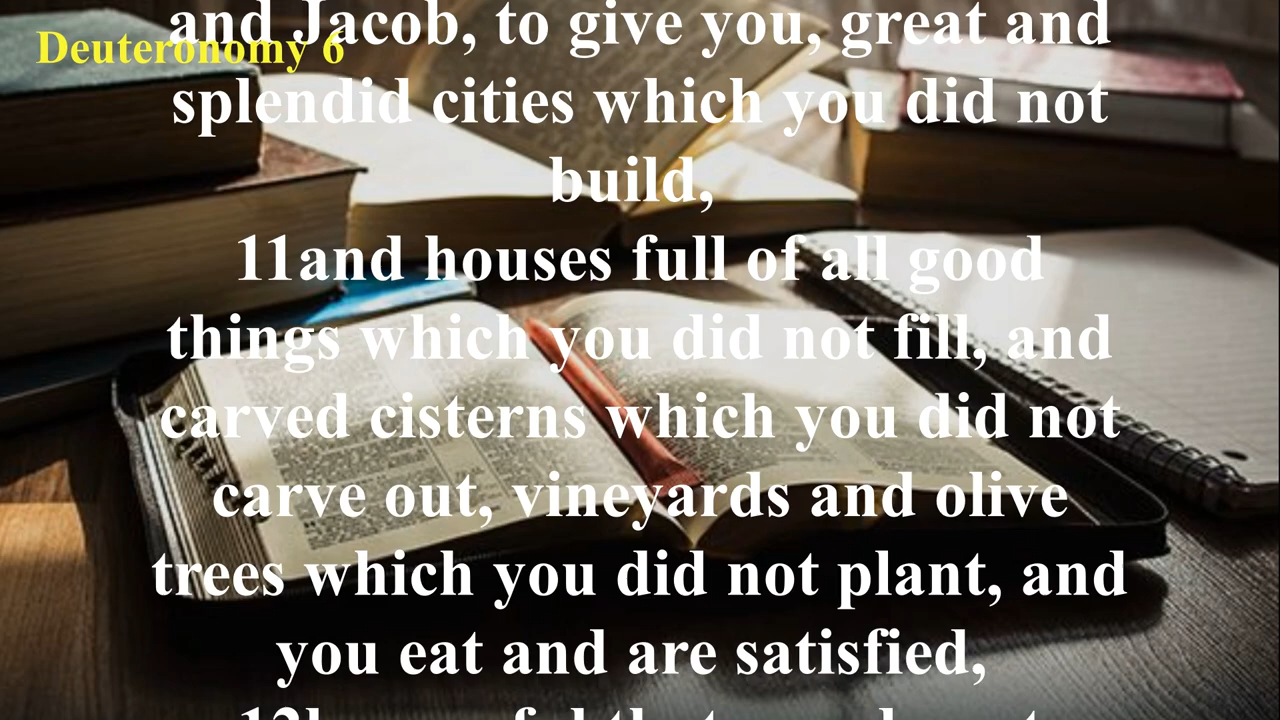 Deuteronomy 6
and Jacob, to give you, great and
splendid cities which you did not
build,
11and houses full of all good
things which you did not fill, and
carved cisterns which you did not
carve out, vineyards and olive
trees which you did not plant, and
you eat and are satisfied,